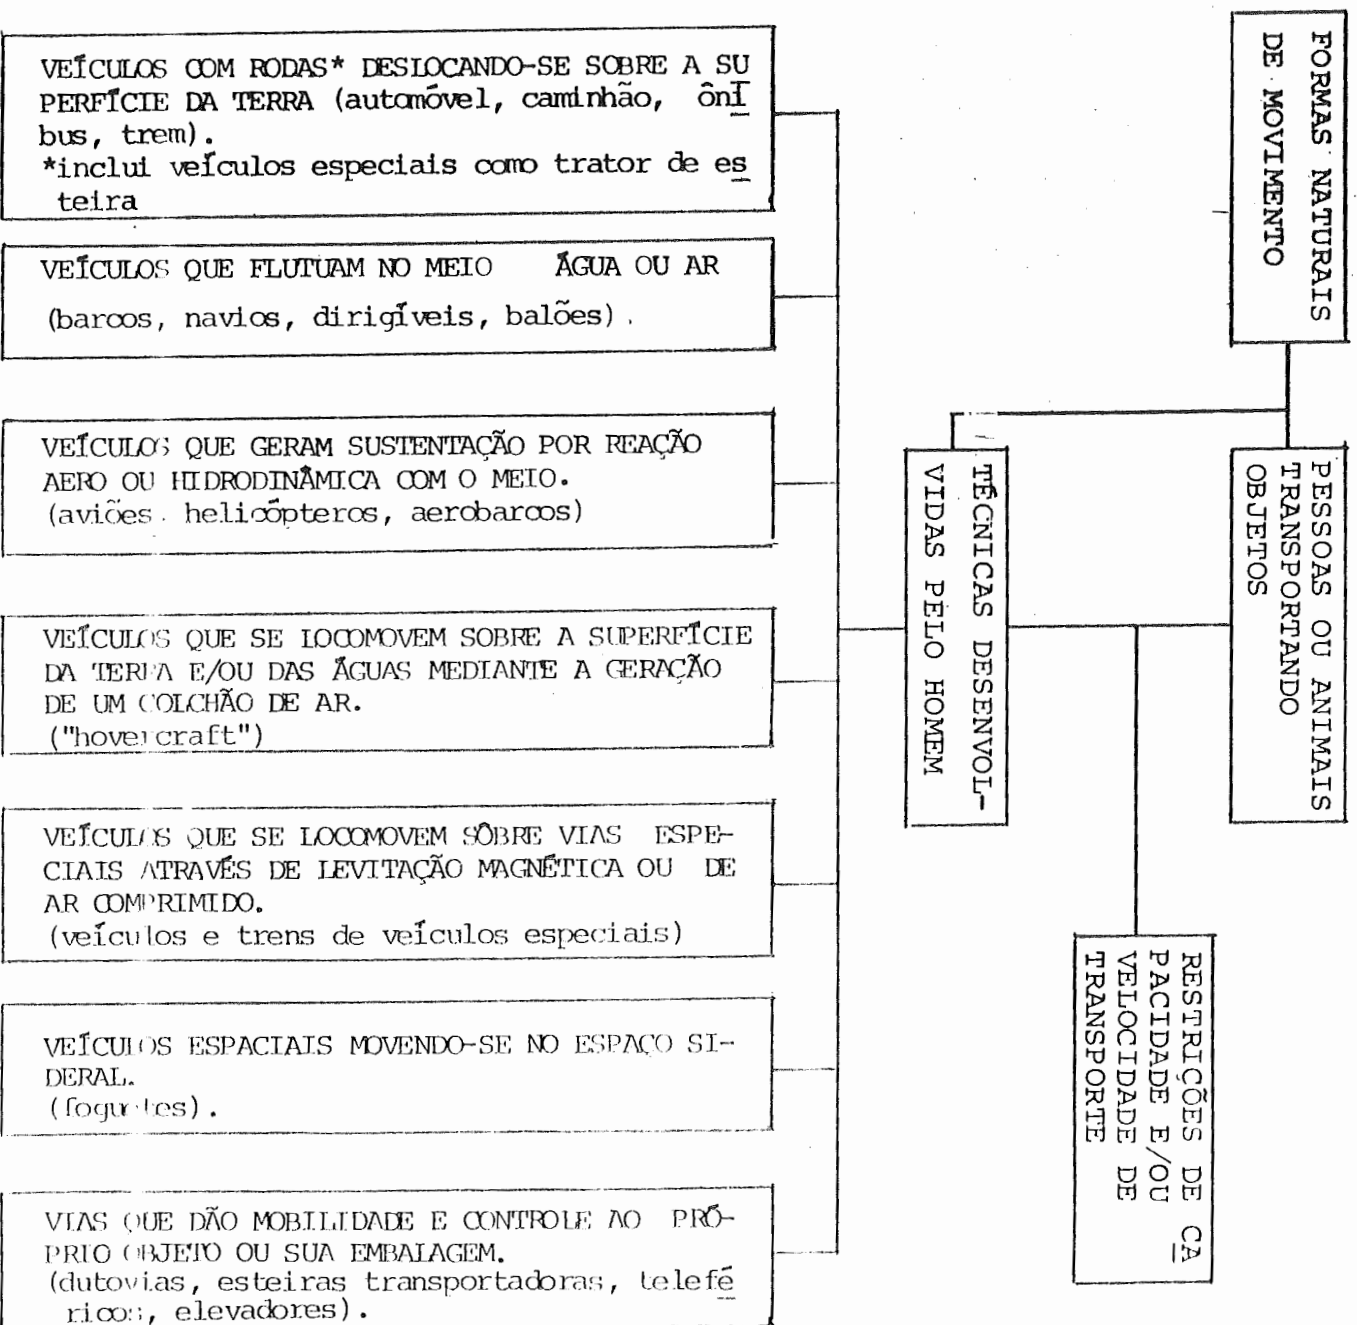 VEÍCULOS COM RODAS* DESLOCANDO-SE SOBRE A SU
PERFÍCIE DA TERRA (automóvel, caminhão, ôni
bus, trem).
*inclui veículos especiais como trator de es
teira
VEÍCULOS QUE FLUTUAM NO MEIO ÁGUA OU AR
(barcos, navios, dirigíveis, balões).
VEÍCULOS QUE GERAM SUSTENTAÇÃO POR REAÇÃO
AERO OU HIDRODINÂMICA COM O MEIO.
(aviões. helicópteros, aerobarcos)
VEÍCULOS QUE SE LOCOMOVEM SOBRE A SUPERFÍCIE
DA TERRA E/OU DAS ÁGUAS MEDIANTE A GERAÇÃO
DE UM COLCHÃO DE AR.
("hovercraft")
VEÍCULOS QUE SE LOCOMOVEM SÔBRE VIAS ESPE-
CIAIS ATRAVÉS DE LEVITAÇÃO MAGNÉTICA OU DE
AR COMPRIMIDO.
(veículos e trens de veículos especiais)
VEÍCULOS ESPACIAIS MOVENDO-SE NO ESPAÇO SI-
DERAL.
(foguetes).
VIAS QUE DÃO MOBILIDADE E CONTROLE AO PRÓ-
PRIO OBJETO OU SUA EMBALAGEM.
(dutovias, esteiras transportadoras, telefé
ricos, elevadores).
FORMAS NATURAIS
DE MOVIMENTO
TÉCNICAS DESENVOL-
VIDAS PELO HOMEM
PESSOAS OU ANIMAIS
TRANSPORTANDO
OBJETOS
RESTRIÇÕES DE CA
PACIDADE E/OU
VELOCIDADE DE
TRANSPORTE